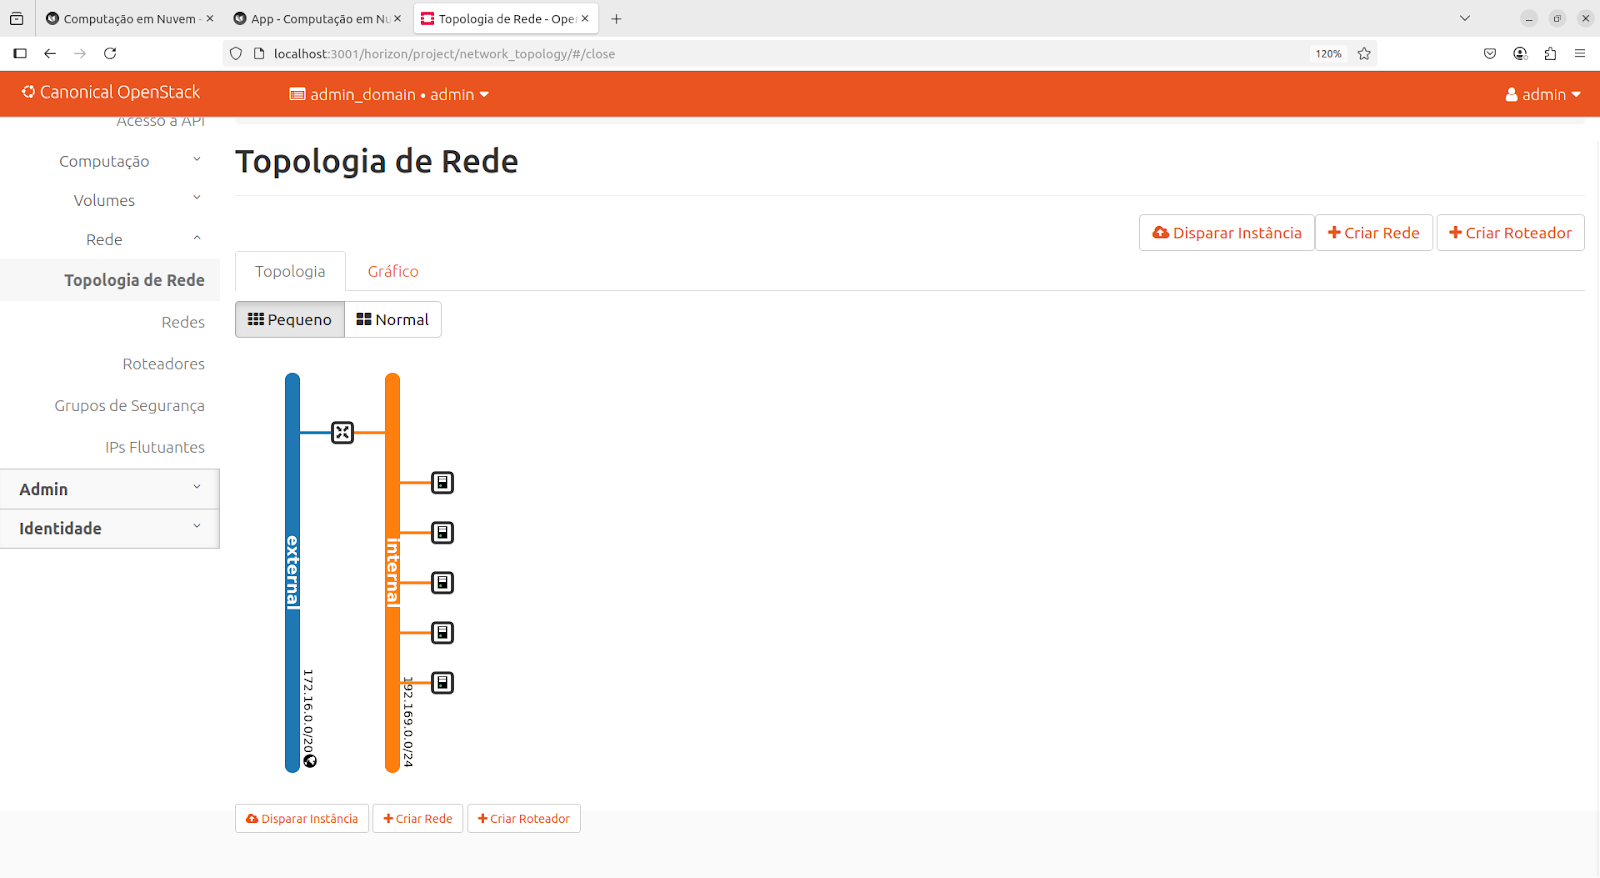 Computação em Nuvem -
App - Computação em Nu
Topologia de Rede - Ope
localhost:3001/horizon/project/network_topology/#/close
120%
Canonical OpenStack
admin_domain • admin
admin
Acesso à API
Computação
Volumes
Rede
Topologia de Rede
Redes
Roteadores
Grupos de Segurança
IPs Flutuantes
Admin
Identidade
Topologia de Rede
Disparar Instância
Criar Rede
Criar Roteador
Topologia
Gráfico
Pequeno
Normal
external
172.16.0.0/20
internal
192.169.0.0/24
Disparar Instância
Criar Rede
Criar Roteador